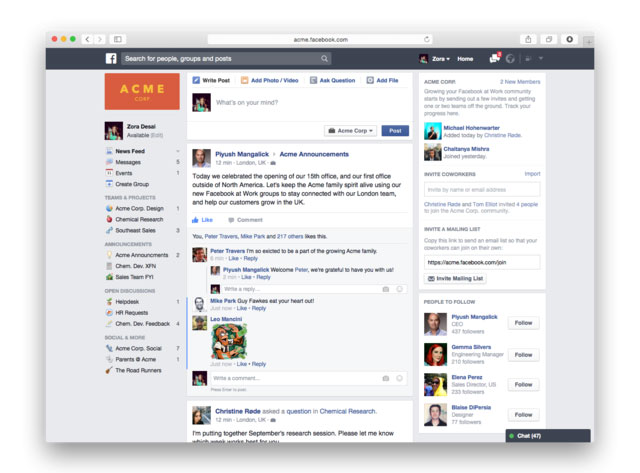 acme.facebook.com
Search for people, groups and posts
Zora
Home
ACME
CORP
Zora Desai
Available (Edit)
News Feed
Messages 5
Events 1
Create Group
TEAMS & PROJECTS
Acme Corp. Design 1
Chemical Research
Southeast Sales 3
ANNOUNCEMENTS
Acme Announcements 2
Chem. Dev. XFN
Sales Team FYI
OPEN DISCUSSIONS
Helpdesk 1
HR Requests
Chem. Dev. Feedback 4
SOCIAL & MORE
Acme Corp. Social 7
Parents @ Acme 1
The Road Runners
Write Post
Add Photo / Video
Ask Question
Add File
What's on your mind?
Acme Corp
Post
Piyush Mangalick Acme Announcements
12 min · London, UK ·
Today we celebrated the opening of our 15th office, and our first office
outside of North America. Let's keep the Acme family spirit alive using our
new Facebook at Work groups to stay connected with our London team,
and help our customers grow in the UK.
Like
Comment
You, Peter Travers, Mike Park and 217 others likes this.
Peter Travers I'm so exicted to be a part of the growing Acme family.
6 min · Like · Reply
Piyush Mangalick Welcome Peter, we're grateful to have you with us!
2 min · Like · Reply
Write a reply...
Mike Park Guy Fawkes eat your heart out!
Just now · Like · Reply
Leo Mancini
Just now · Like · Reply
Write a comment...
Press Enter to post.
Christine Røde asked a question in Chemical Research.
12 min · London, UK ·
I'm putting together September's research session. Please let me know
which week works best for you.
ACME CORP
2 New Members
Growing your Facebook at Work community
starts by sending out a few invites and getting
one or two teams off the ground. Track your
progress here.
Michael Hohenwarter
Added today by Christine Røde.
Chaitanya Mishra
Joined yesterday.
INVITE COWORKERS
Import
Invite by name or email address
Christine Røde and Tom Elliot invited 4 people
to join the Acme Corp. community.
INVITE A MAILING LIST
Copy this link to send an email list so that your
coworkers can join on their own:
https://acme.facebook.com/join
Invite Mailing List
PEOPLE TO FOLLOW
Piyush Mangalick
CEO
437 followers
Follow
Gemma Silvers
Engineering Manager
210 followers
Follow
Elena Perez
Sales Director, US
233 followers
Follow
Blaise DiPersia
Designer
77 followers
Follow
Chat (47)